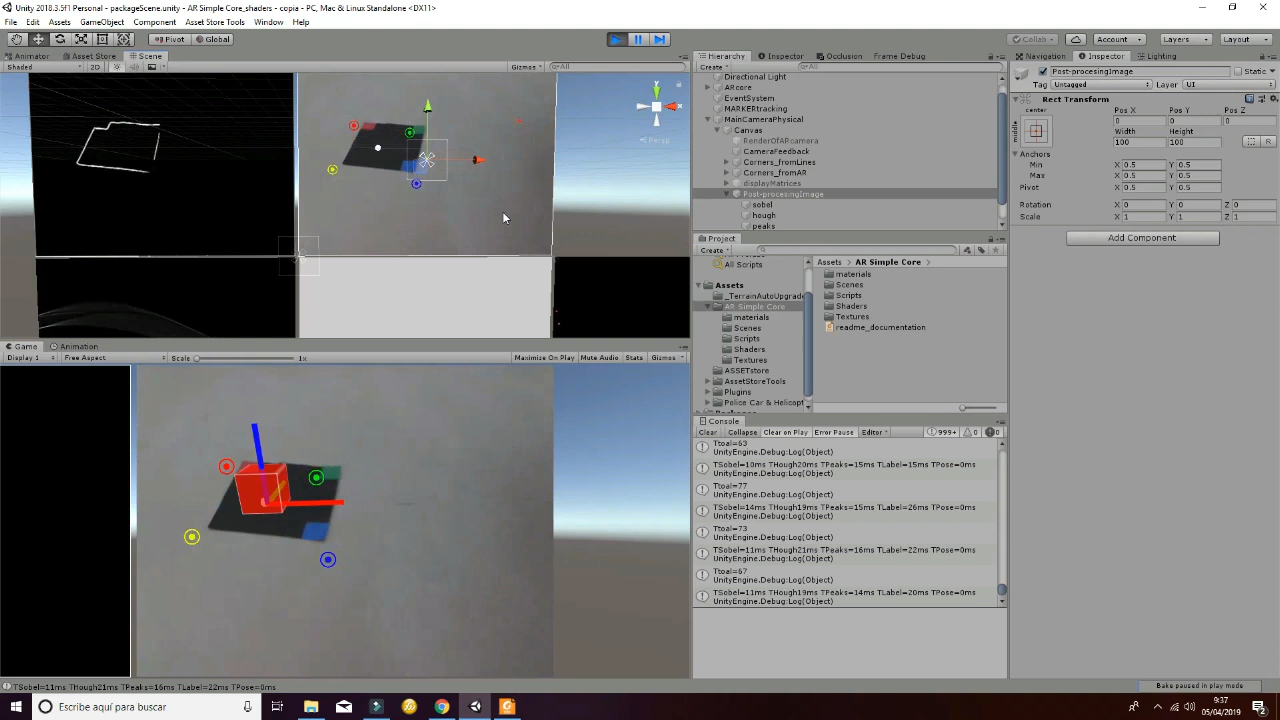 Unity 2018.3.5f1 Personal - packageScene.unity - AR Simple Core_shaders - copia - PC, Mac & Linux Standalone <DX11>
File Edit Assets GameObject Component Asset Store Tools Window Help
Pivot Global Collab Account Layers Layout
Animator Asset Store Scene
Shaded 2D Gizmos All
y
x
Persp
Game Animation
Display 1 Free Aspect Scale 1x Maximize On Play Mute Audio Stats Gizmos
Hierarchy Inspector Occlusion Frame Debug
Create All
Directional Light
ARcore
EventSystem
MARKERtracking
MainCameraPhysical
Canvas
RenderOfARcamera
CameraFeedback
Corners_fromLines
Corners_fromAR
displayMatrices
Post-procesingImage
sobel
hough
peaks
Project
Create
All Scripts
Assets
_TerrainAutoUpgrade
AR Simple Core
materials
Scenes
Scripts
Shaders
Textures
ASSETstore
AssetStoreTools
Plugins
Police Car & Helicopt
Assets AR Simple Core
materials
Scenes
Scripts
Shaders
Textures
readme_documentation
Console
Clear Collapse Clear on Play Error Pause Editor 999+ 0 0
Ttoal=63
UnityEngine.Debug:Log(Object)
TSobel=10ms THough20ms TPeaks=15ms TLabel=15ms TPose=0ms
UnityEngine.Debug:Log(Object)
Ttoal=77
UnityEngine.Debug:Log(Object)
TSobel=14ms THough19ms TPeaks=15ms TLabel=26ms TPose=0ms
UnityEngine.Debug:Log(Object)
Ttoal=73
UnityEngine.Debug:Log(Object)
TSobel=11ms THough21ms TPeaks=16ms TLabel=22ms TPose=0ms
UnityEngine.Debug:Log(Object)
Ttoal=67
UnityEngine.Debug:Log(Object)
TSobel=11ms THough19ms TPeaks=14ms TLabel=20ms TPose=0ms
UnityEngine.Debug:Log(Object)
Navigation Inspector Lighting
Post-procesingImage Static
Tag Untagged Layer UI
Rect Transform
center Pos X Pos Y Pos Z
middle 0 0 0
Width Height
100 100 R
Anchors
Min X 0.5 Y 0.5
Max X 0.5 Y 0.5
Pivot X 0.5 Y 0.5
Rotation X 0 Y 0 Z 0
Scale X 1 Y 1 Z 1
Add Component
TSobel=11ms THough21ms TPeaks=16ms TLabel=22ms TPose=0ms
Bake paused in play mode
Escribe aquí para buscar
9:37
05/04/2019
2